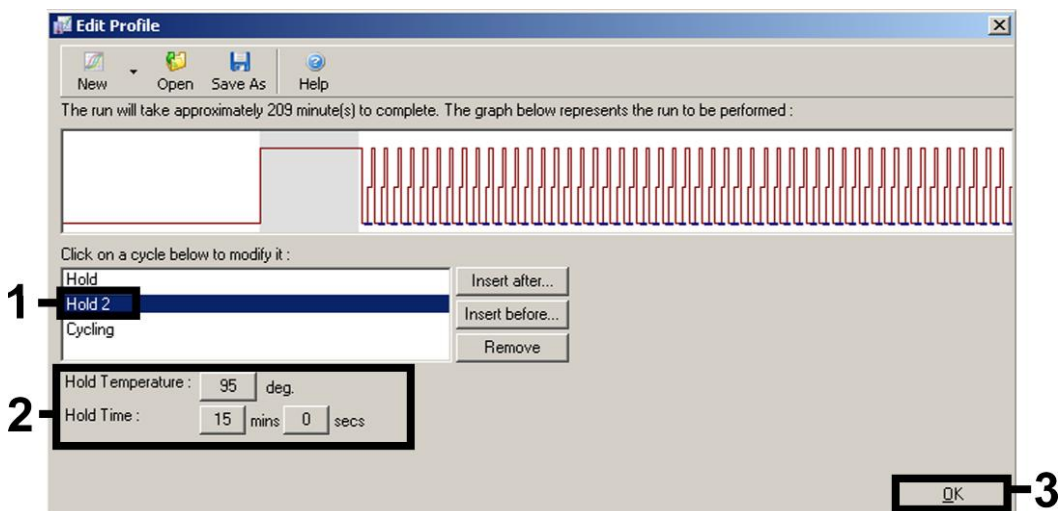 Edit Profile
New Open Save As Help
The run will take approximately 209 minute(s) to complete. The graph below represents the run to be performed :
Click on a cycle below to modify it :
Hold
Insert after...
1
Hold 2
Insert before...
Cycling
Remove
2
Hold Temperature : 95 deg.
Hold Time : 15 mins 0 secs
OK
3